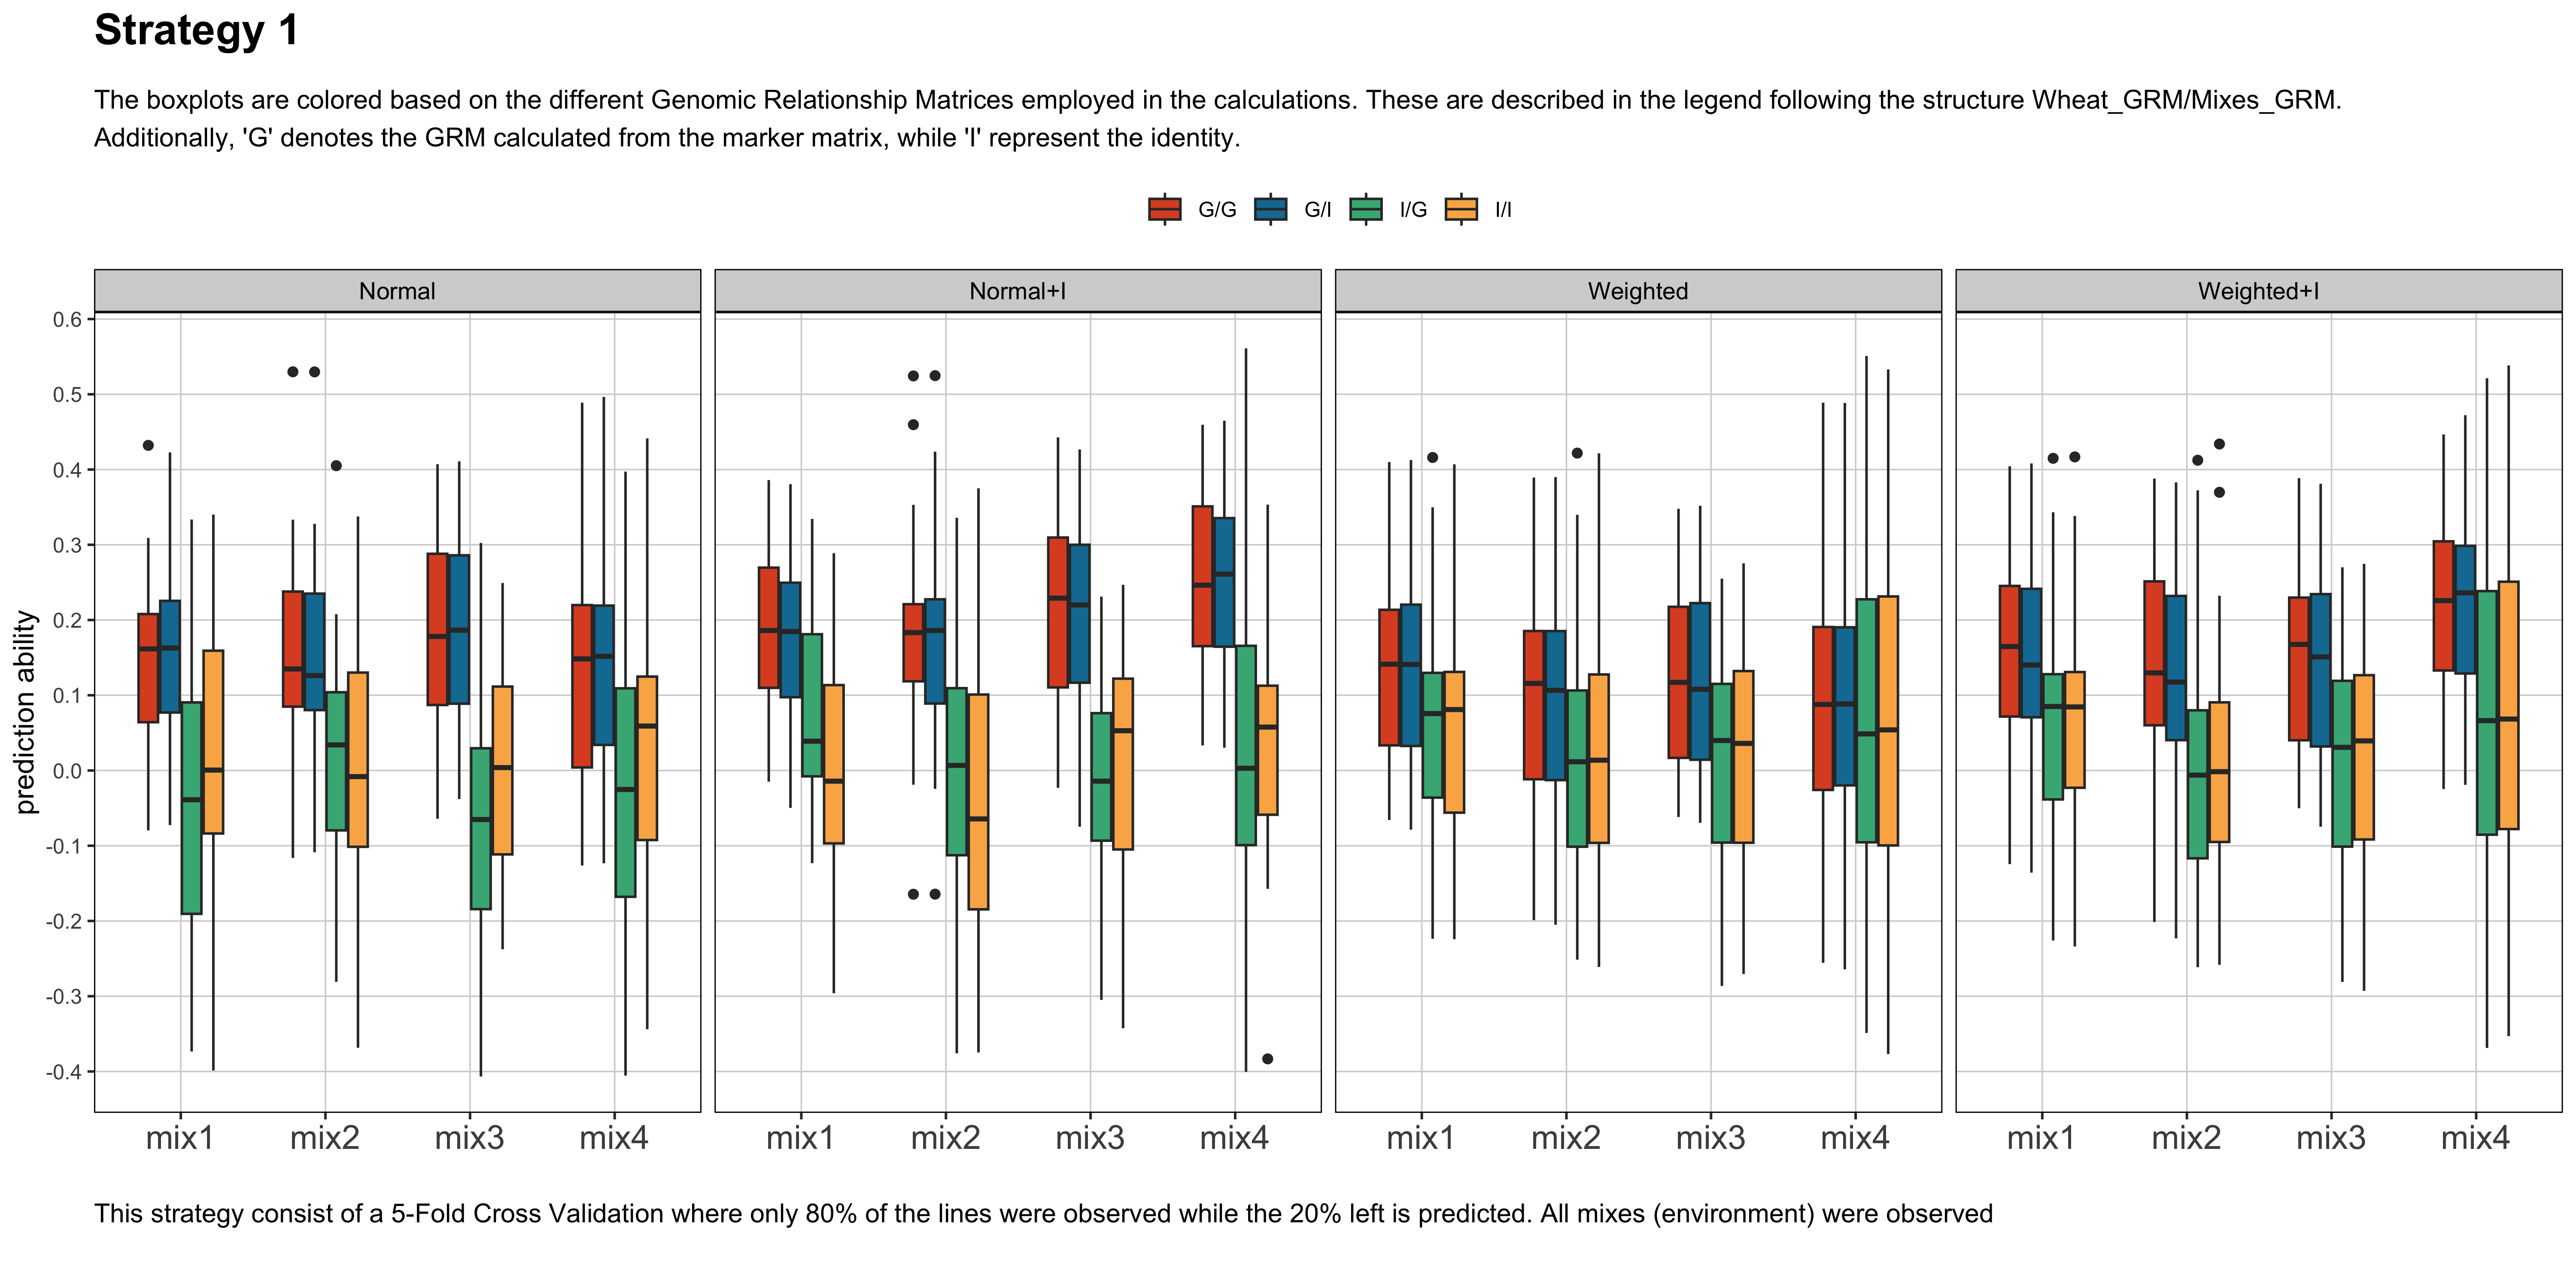 Strategy 1
The boxplots are colored based on the different Genomic Relationship Matrices employed in the calculations. These are described in the legend following the structure Wheat_GRM/Mixes_GRM.
Additionally, 'G' denotes the GRM calculated from the marker matrix, while 'I' represent the identity.
G/G G/I I/G I/I
Normal Normal+I Weighted Weighted+I
prediction ability
0.6
0.5
0.4
0.3
0.2
0.1
0.0
-0.1
-0.2
-0.3
-0.4
mix1 mix2 mix3 mix4 mix1 mix2 mix3 mix4 mix1 mix2 mix3 mix4 mix1 mix2 mix3 mix4
This strategy consist of a 5-Fold Cross Validation where only 80% of the lines were observed while the 20% left is predicted. All mixes (environment) were observed